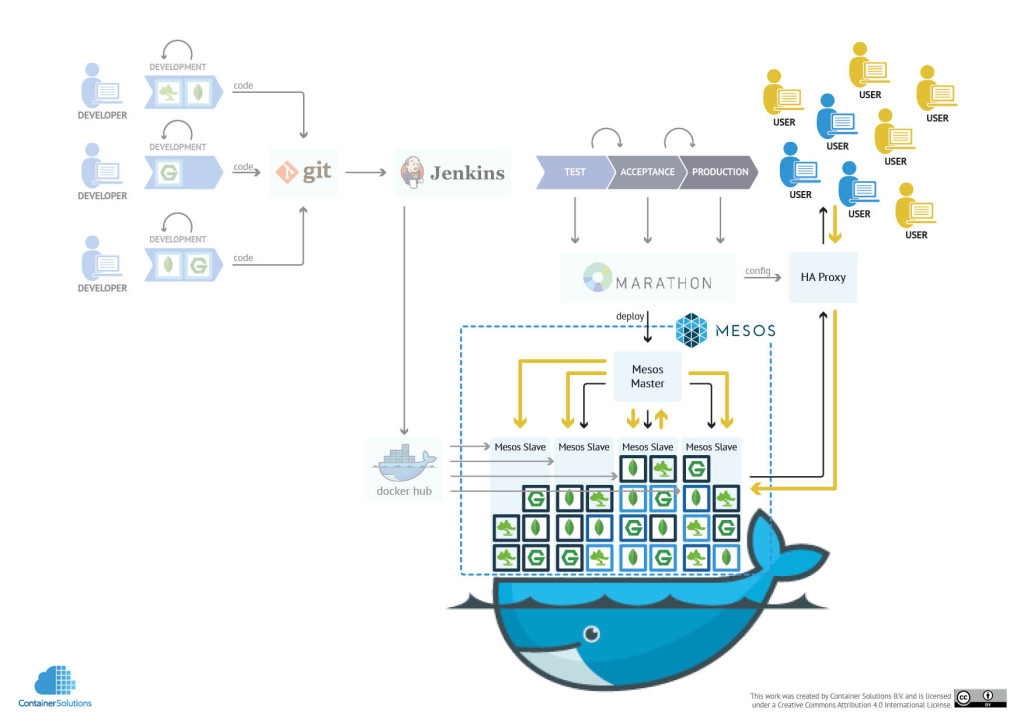 DEVELOPMENT
code
DEVELOPER
DEVELOPMENT
code
DEVELOPER
DEVELOPMENT
code
DEVELOPER
git
Jenkins
TEST
ACCEPTANCE
PRODUCTION
USER
USER
USER
USER
USER
USER
USER
USER
MARATHON
config
HA Proxy
deploy
MESOS
Mesos
Master
Mesos Slave
Mesos Slave
Mesos Slave
Mesos Slave
docker hub
ContainerSolutions
This work was created by Container Solutions B.V. and is licensed
under a Creative Commons Attribution 4.0 International License.
cc
BY